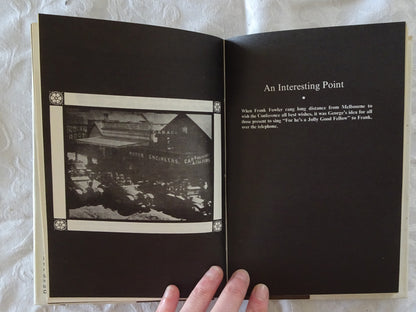 An Interesting Point
When Frank Fowler rang long distance from Melbourne to
wish the Conference all best wishes, it was George's idea for all
those present to sing "For he's a Jolly Good Fellow" to Frank,
over the telephone.
MOTOR ENGINEERS